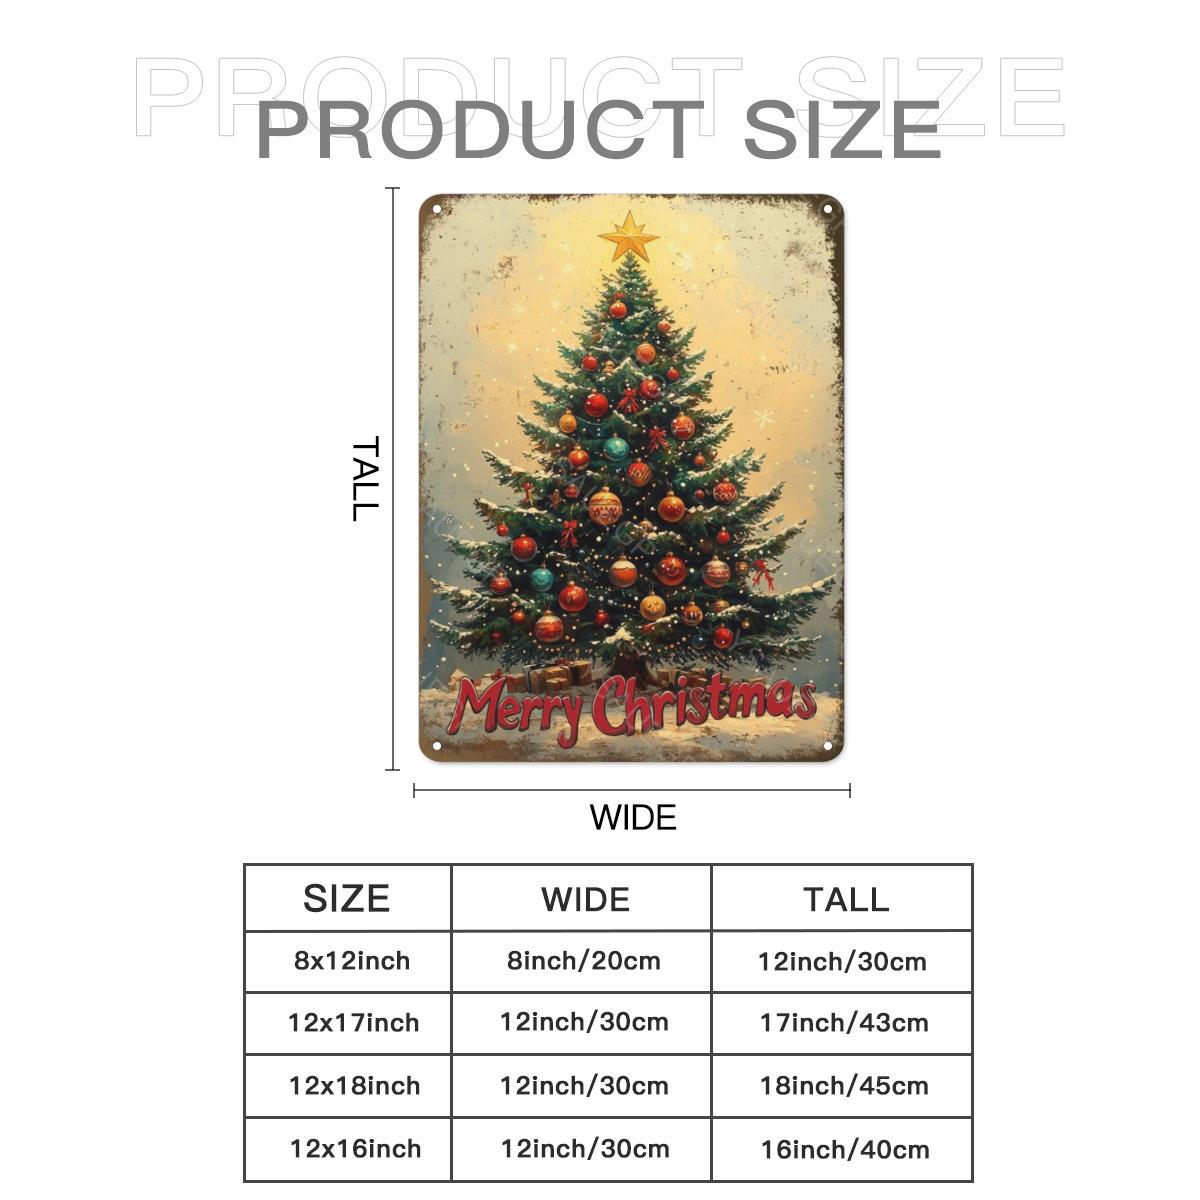 PRODUCT SIZE
PRODUCT SIZE
TALL
Merry Christmas
WIDE
SIZE WIDE TALL
8x12inch 8inch/20cm 12inch/30cm
12x17inch 12inch/30cm 17inch/43cm
12x18inch 12inch/30cm 18inch/45cm
12x16inch 12inch/30cm 16inch/40cm